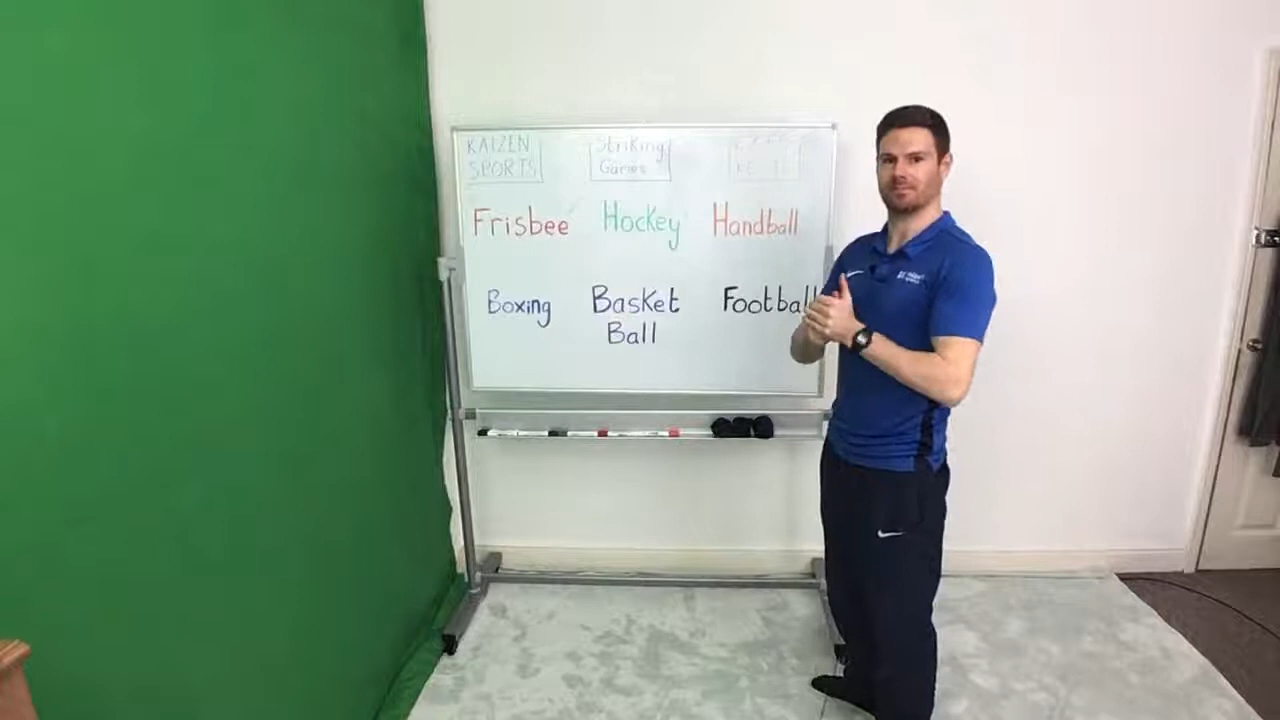 KAIZEN
SPORTS
Striking
Games
Frisbee
Hockey
Handball
Boxing
Basket
Ball
Football